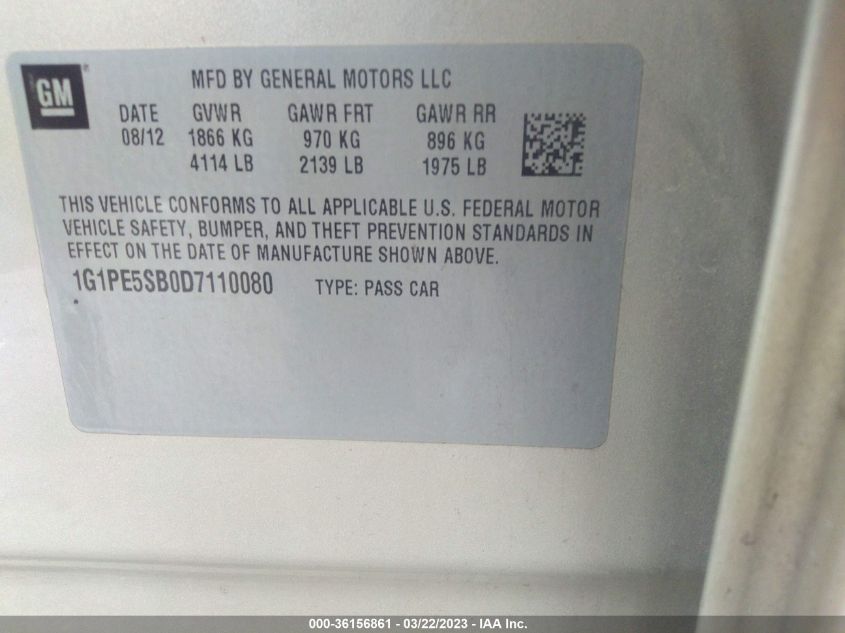 GM
MFD BY GENERAL MOTORS LLC
DATE GVWR GAWR FRT GAWR RR
08/12 1866 KG 970 KG 896 KG
4114 LB 2139 LB 1975 LB
THIS VEHICLE CONFORMS TO ALL APPLICABLE U.S. FEDERAL MOTOR
VEHICLE SAFETY, BUMPER, AND THEFT PREVENTION STANDARDS IN
EFFECT ON THE DATE OF MANUFACTURE SHOWN ABOVE.
1G1PE5SB0D7110080 TYPE: PASS CAR
000-36156861 - 03/22/2023 - IAA Inc.